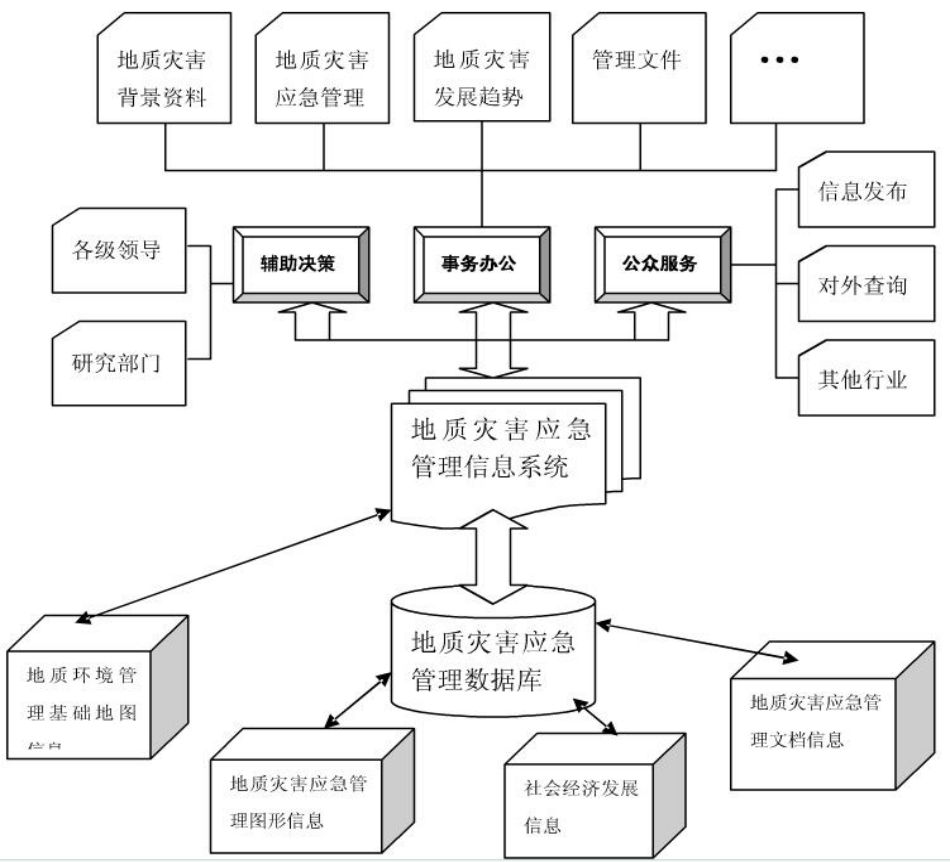 地质灾害
背景资料
地质灾害
应急管理
地质灾害
发展趋势
管理文件
•••
各级领导
研究部门
辅助决策
事务办公
公众服务
信息发布
对外查询
其他行业
地质灾害应急
管理信息系统
地质灾害应急
管理数据库
地质环境管
理基础地图
信息
地质灾害应急管
理图形信息
社会经济发展
信息
地质灾害应急管
理文档信息